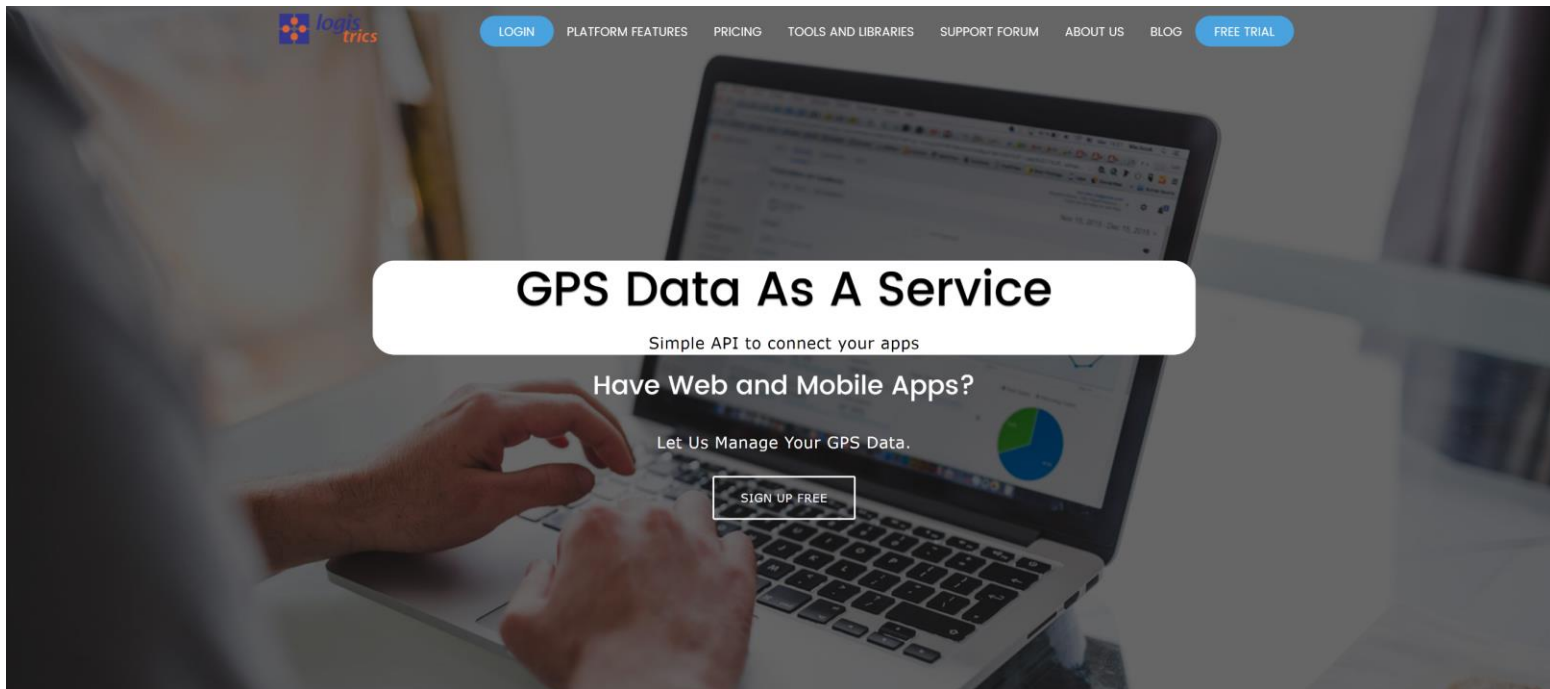 logis
trics
LOGIN
PLATFORM FEATURES
PRICING
TOOLS AND LIBRARIES
SUPPORT FORUM
ABOUT US
BLOG
FREE TRIAL
GPS Data As A Service
Simple API to connect your apps
Have Web and Mobile Apps?
Let Us Manage Your GPS Data.
SIGN UP FREE